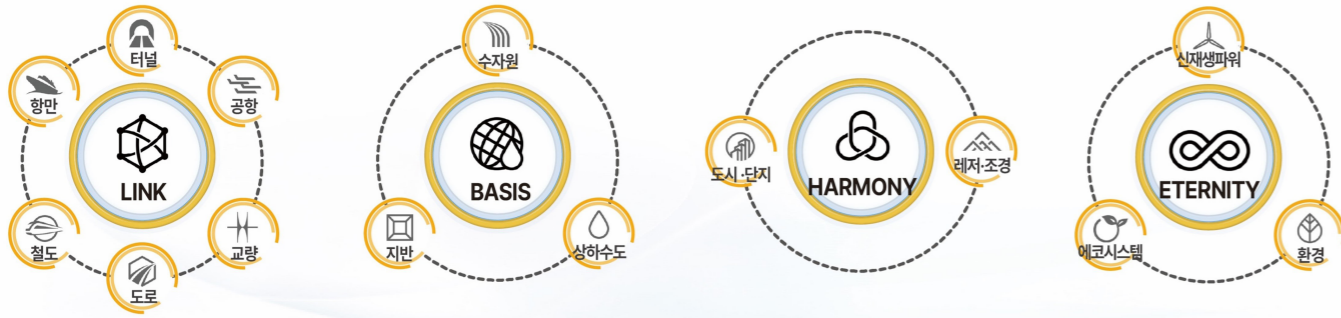 터널
항만
공항
LINK
철도
교량
도로
수자원
BASIS
지반
상하수도
도시·단지
HARMONY
레저·조경
신재생파워
ETERNITY
에코시스템
환경